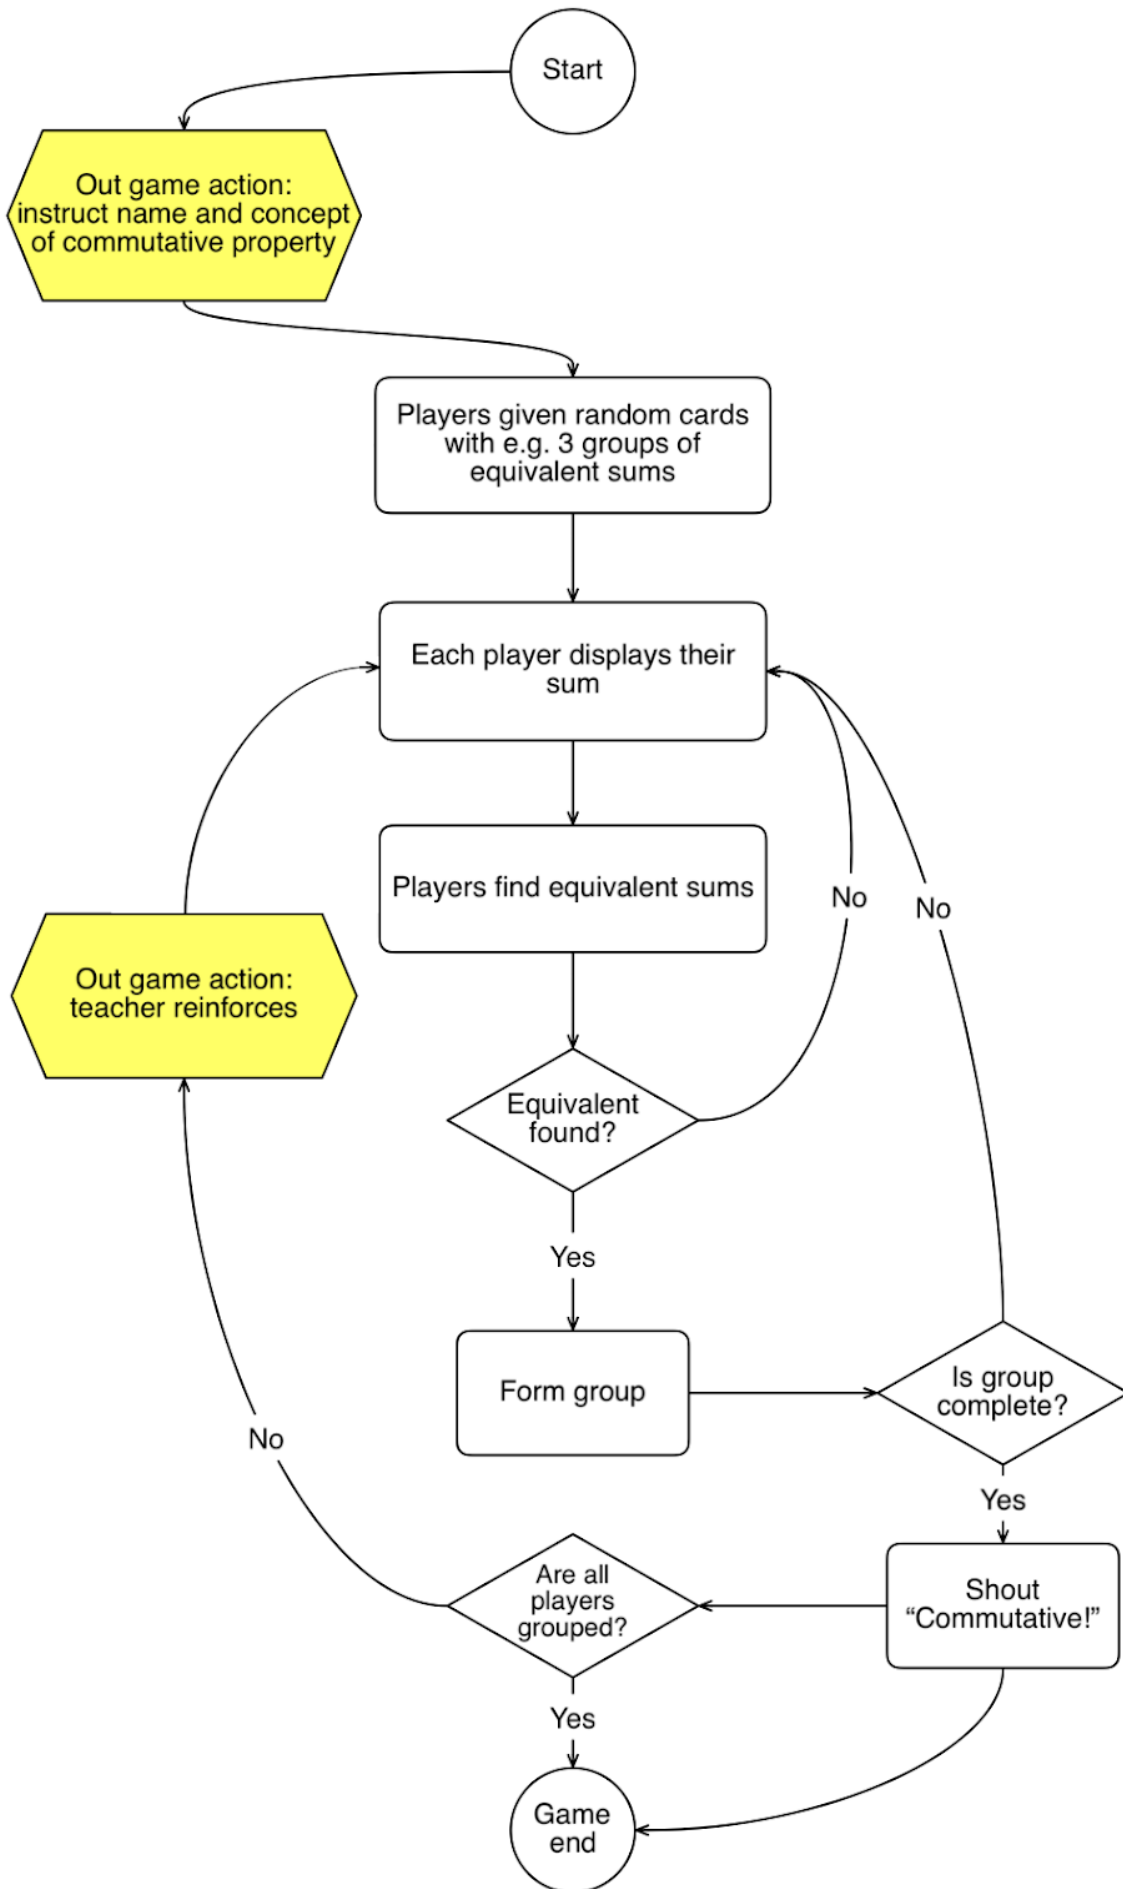 Start
Out game action:
instruct name and concept
of commutative property
Players given random cards
with e.g. 3 groups of
equivalent sums
Each player displays their
sum
Players find equivalent sums
No
No
Out game action:
teacher reinforces
Equivalent
found?
Yes
Form group
Is group
complete?
No
Yes
Are all
players
grouped?
Shout
“Commutative!”
Yes
Game
end